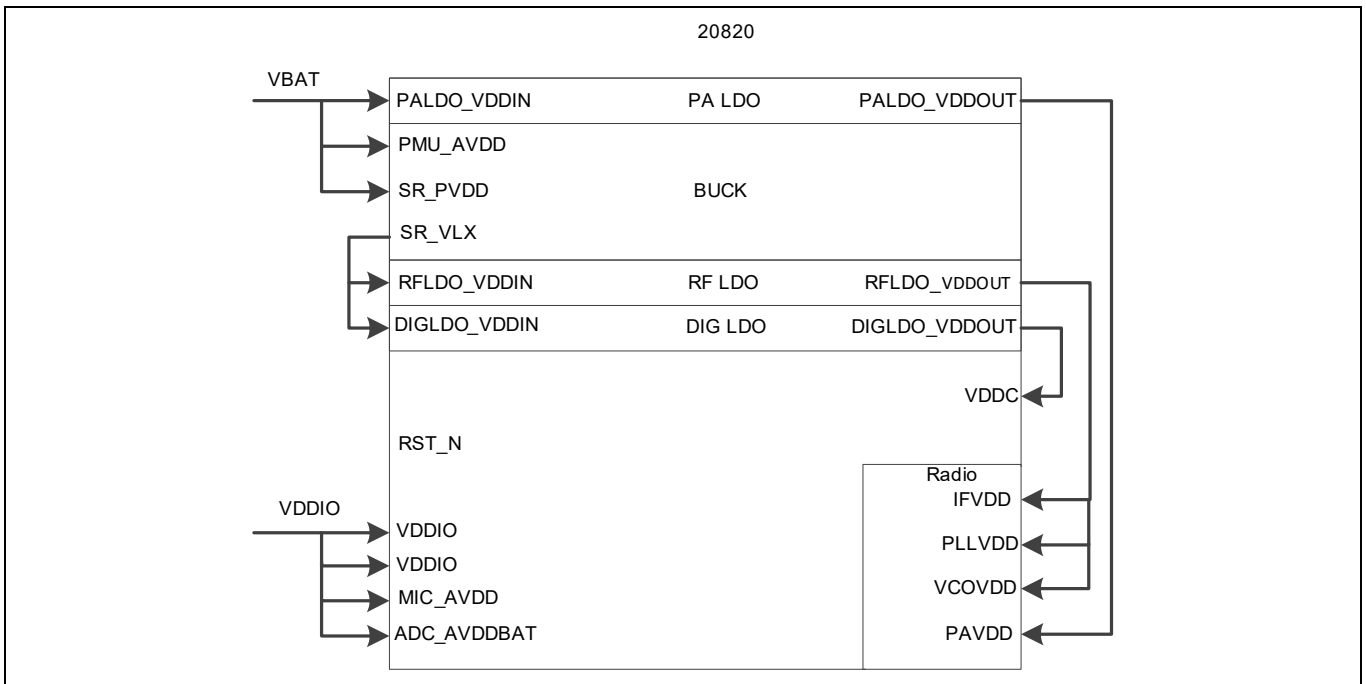 20820
VBAT
PALDO_VDDIN PA LDO PALDO_VDDOUT
PMU_AVDD
SR_PVDD BUCK
SR_VLX
RFLDO_VDDIN RF LDO RFLDO_VDDOUT
DIGLDO_VDDIN DIG LDO DIGLDO_VDDOUT
VDDC
RST_N
Radio
IFVDD
VDDIO
VDDIO
PLLVDD
VDDIO
VCOVDD
MIC_AVDD
ADC_AVDDBAT PAVDD